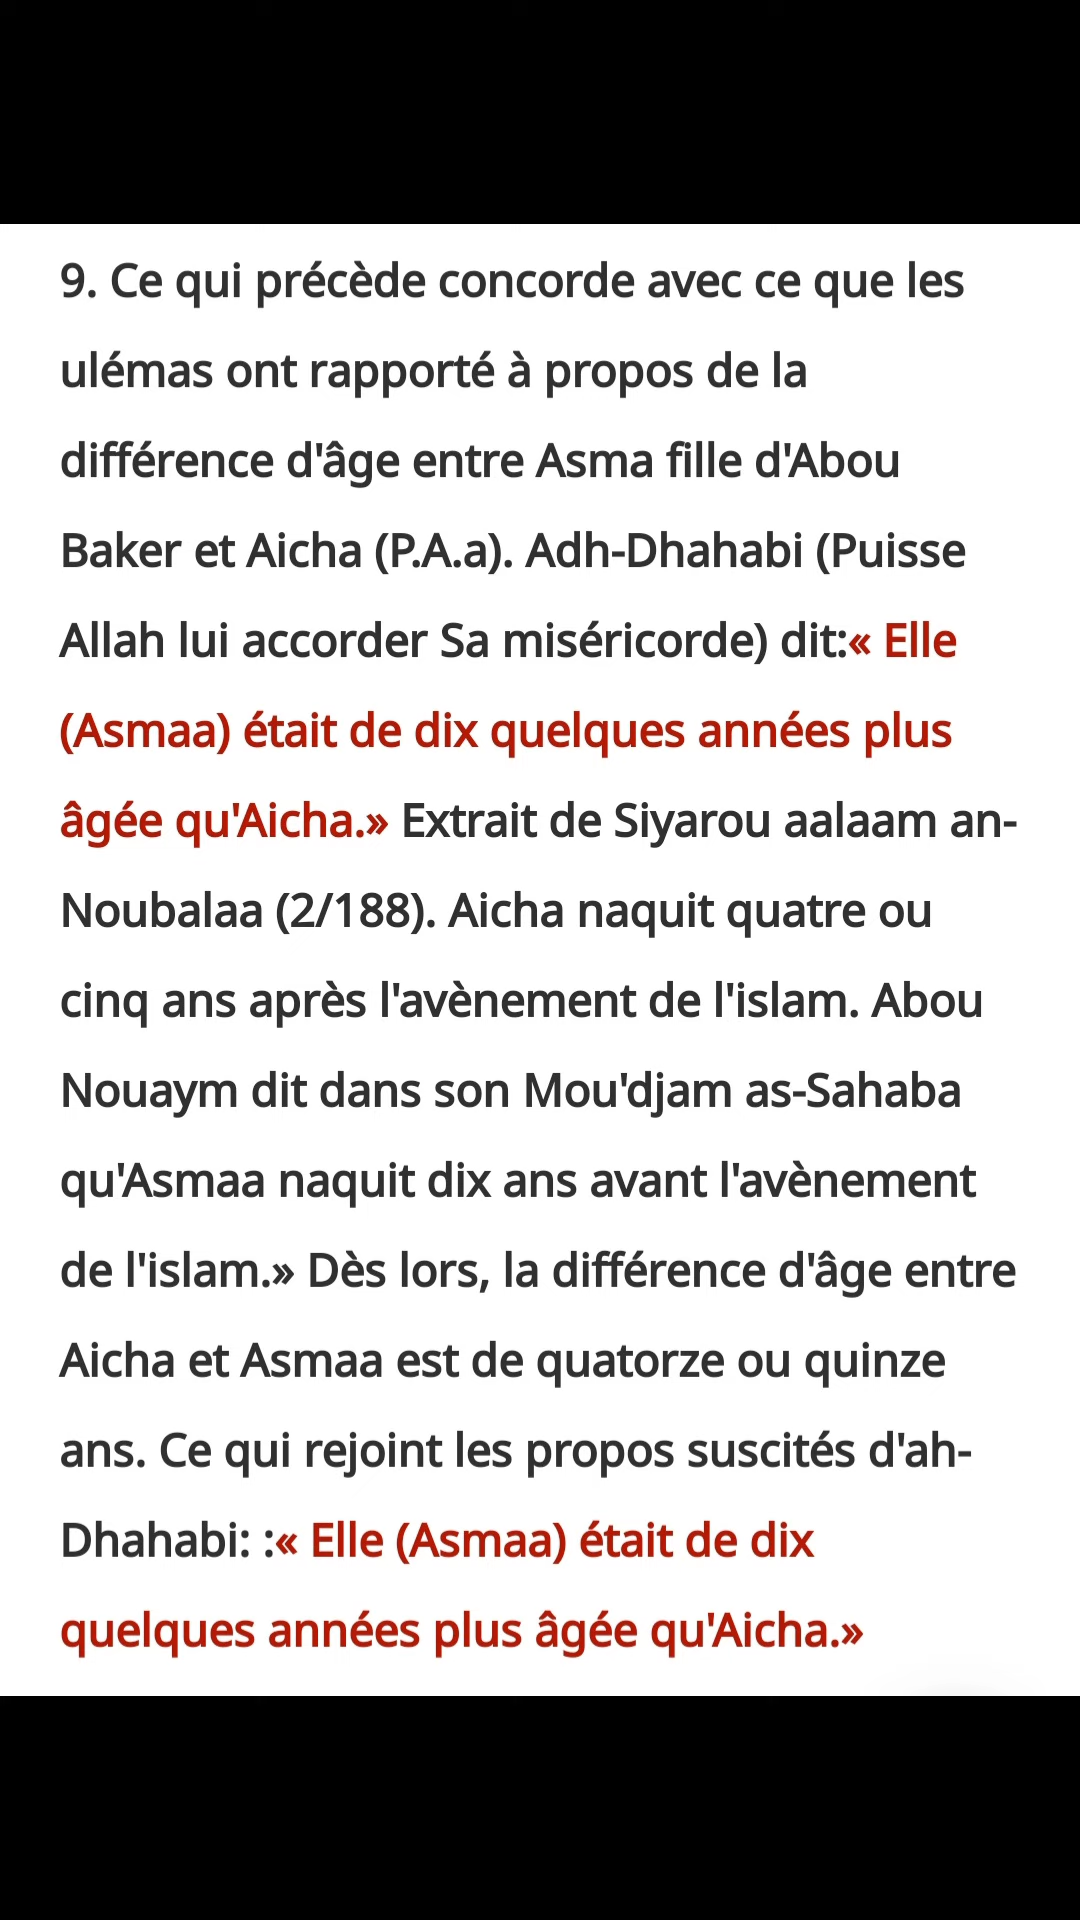 9. Ce qui précède concorde avec ce que les
ulémas ont rapporté à propos de la
différence d'âge entre Asma fille d'Abou
Baker et Aicha (P.A.a). Adh-Dhahabi (Puisse
Allah lui accorder Sa miséricorde) dit:« Elle
(Asmaa) était de dix quelques années plus
âgée qu'Aicha.» Extrait de Siyarou aalaam an-
Noubalaa (2/188). Aicha naquit quatre ou
cinq ans après l'avènement de l'islam. Abou
Nouaym dit dans son Mou'djam as-Sahaba
qu'Asmaa naquit dix ans avant l'avènement
de l'islam.» Dès lors, la différence d'âge entre
Aicha et Asmaa est de quatorze ou quinze
ans. Ce qui rejoint les propos suscités d'ah-
Dhahabi: :« Elle (Asmaa) était de dix
quelques années plus âgée qu'Aicha.»